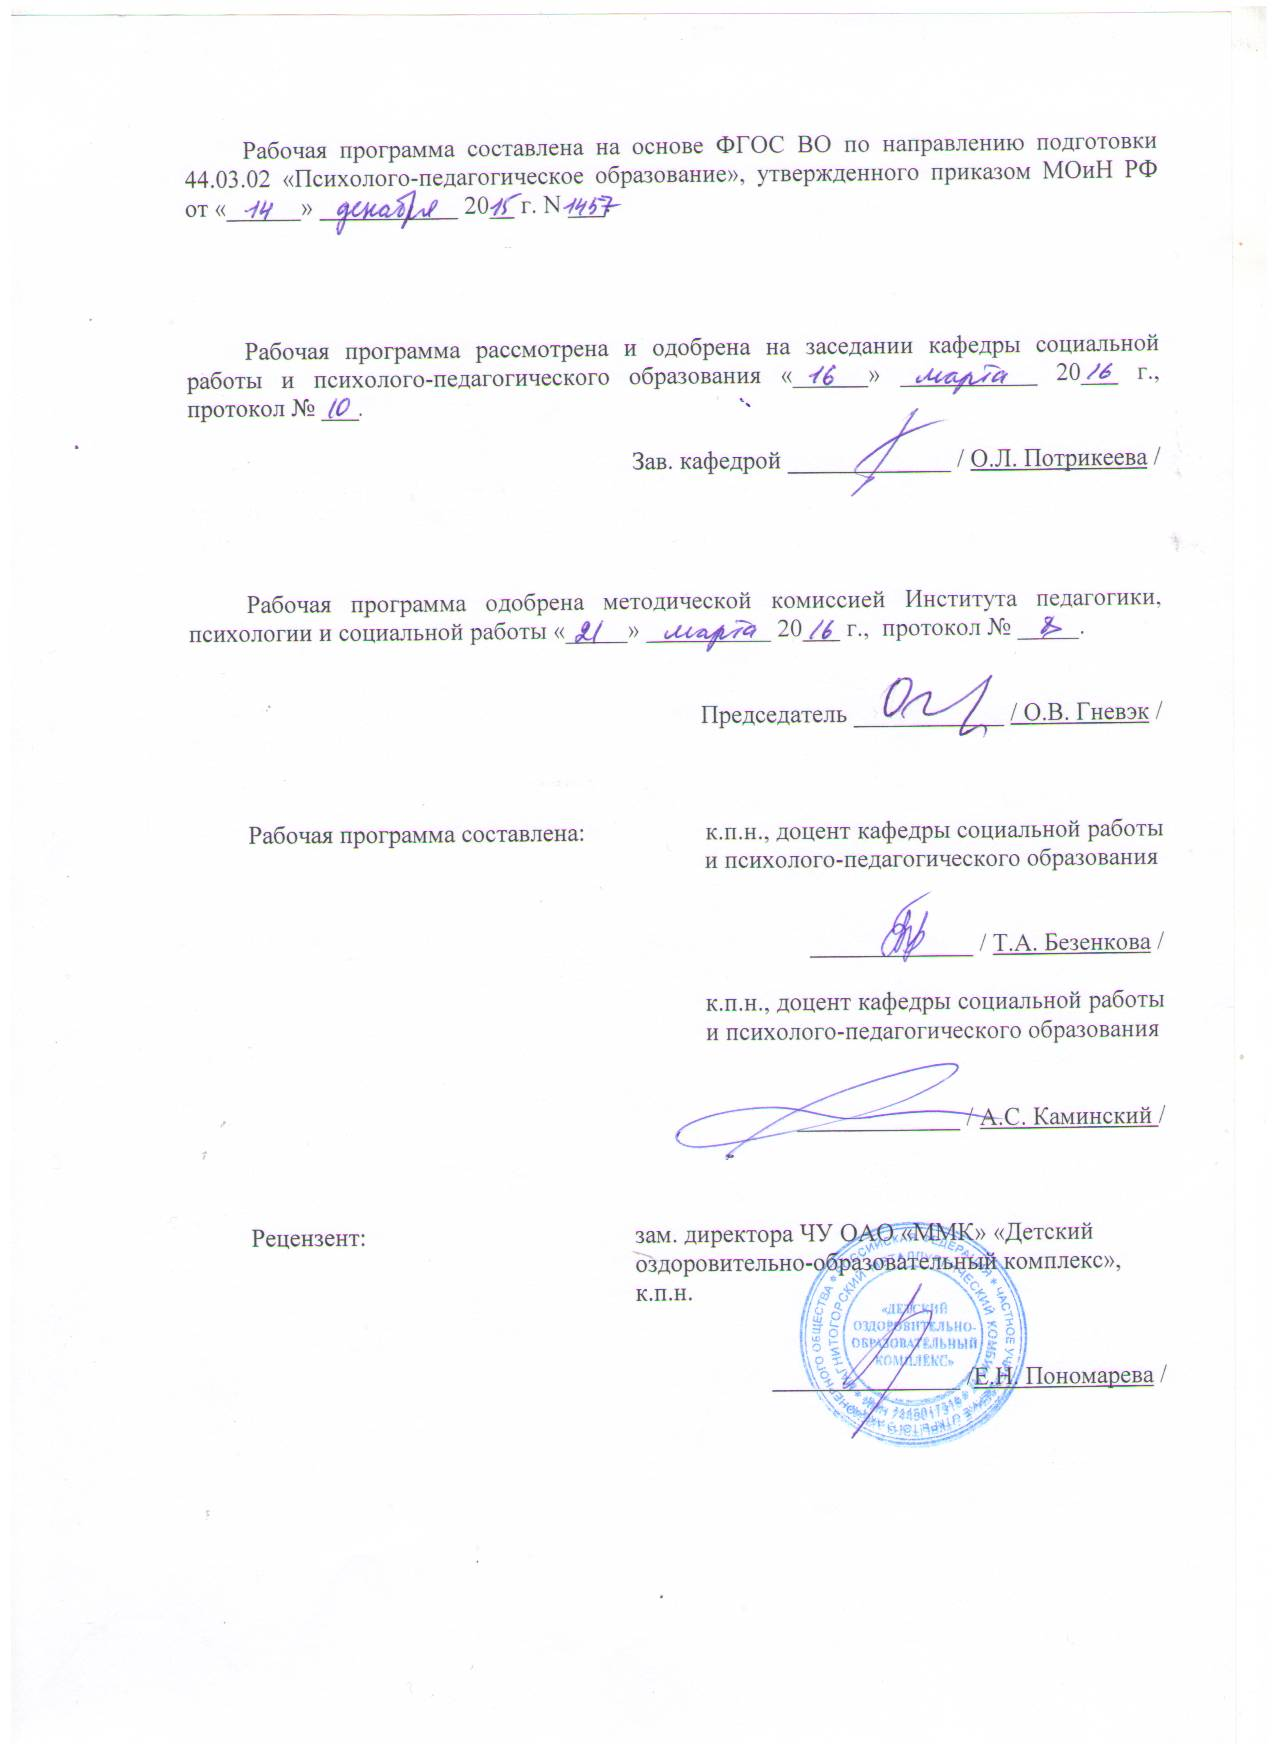 Рабочая программа составлена на основе ФГОС ВО по направлению подготовки
44.03.02 «Психолого-педагогическое образование», утвержденного приказом МОиН РФ
от « 14 » декабря 2015 г. N 1457
Рабочая программа рассмотрена и одобрена на заседании кафедры социальной
работы и психолого-педагогического образования « 16 » марта 2016 г.,
протокол № 10.
Зав. кафедрой / О.Л. Потрикеева /
Рабочая программа одобрена методической комиссией Института педагогики,
психологии и социальной работы « 21 » марта 2016 г., протокол № 8.
Председатель / О.В. Гневэк /
Рабочая программа составлена: к.п.н., доцент кафедры социальной работы
и психолого-педагогического образования
/ Т.А. Безенкова /
к.п.н., доцент кафедры социальной работы
и психолого-педагогического образования
/ А.С. Каминский /
Рецензент: зам. директора ЧУ ОАО «ММК» «Детский
оздоровительно-образовательный комплекс»,
к.п.н.
«ДЕТСКИЙ
ОЗДОРОВИТЕЛЬНО-
ОБРАЗОВАТЕЛЬНЫЙ
КОМПЛЕКС»
/Е.Н. Пономарева /